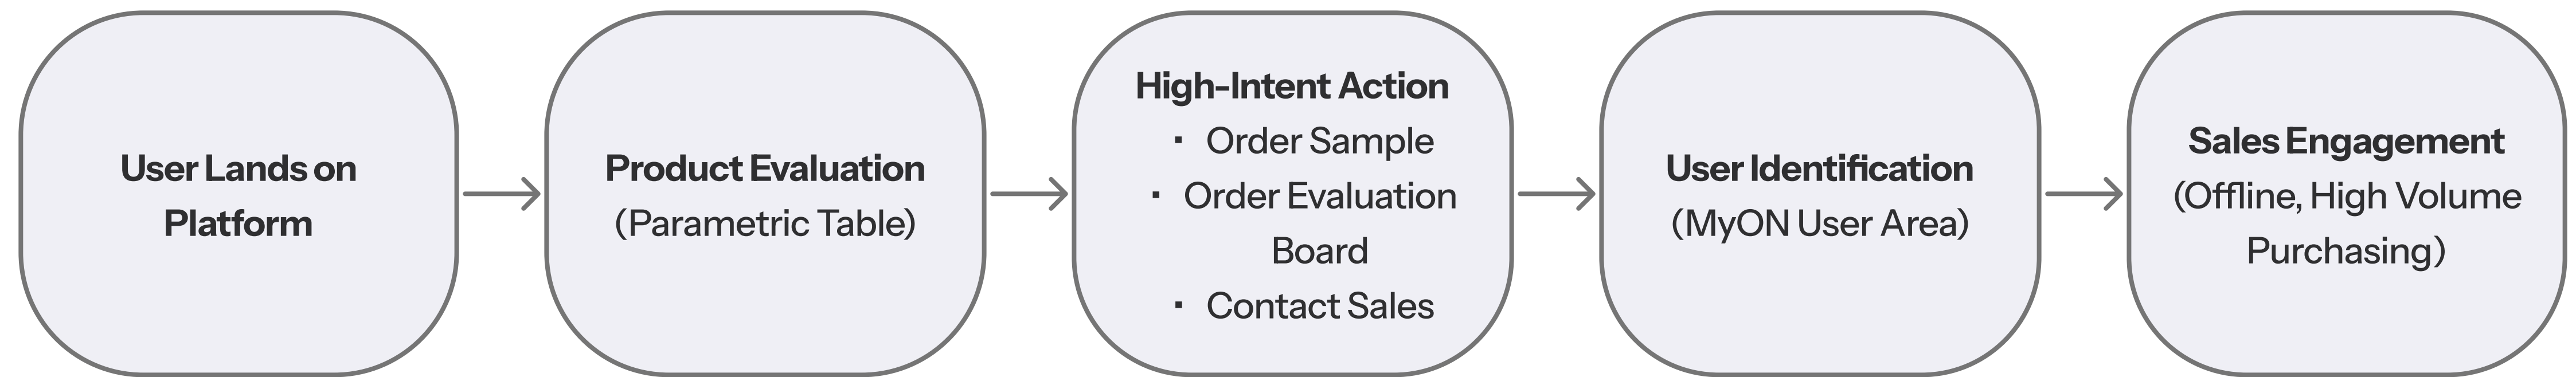 User Lands on
Platform
Product Evaluation
(Parametric Table)
High-Intent Action
▪ Order Sample
▪ Order Evaluation
Board
▪ Contact Sales
User Identification
(MyON User Area)
Sales Engagement
(Offline, High Volume
Purchasing)